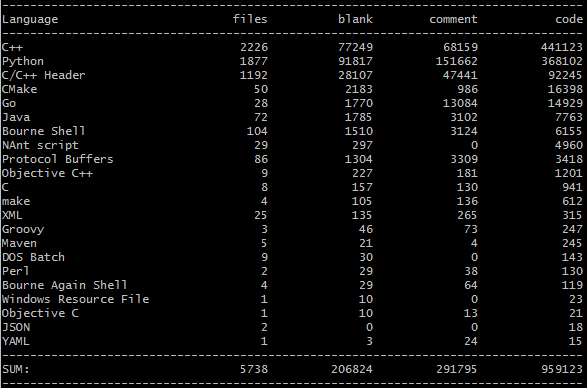 Language files blank comment code
C++ 2226 77249 68159 441123
Python 1877 91817 151662 368102
C/C++ Header 1192 28107 47441 92245
CMake 50 2183 986 16398
Go 28 1770 13084 14929
Java 72 1785 3102 7763
Bourne Shell 104 1510 3124 6155
NAnt script 29 297 0 4960
Protocol Buffers 86 1304 3309 3418
Objective C++ 9 227 181 1201
C 8 157 130 941
make 4 105 136 612
XML 25 135 265 315
Groovy 3 46 73 247
Maven 5 21 4 245
DOS Batch 9 30 0 143
Perl 2 29 38 130
Bourne Again Shell 4 29 64 119
Windows Resource File 1 10 0 23
Objective C 1 10 13 21
JSON 2 0 0 18
YAML 1 3 24 15
SUM: 5738 206824 291795 959123